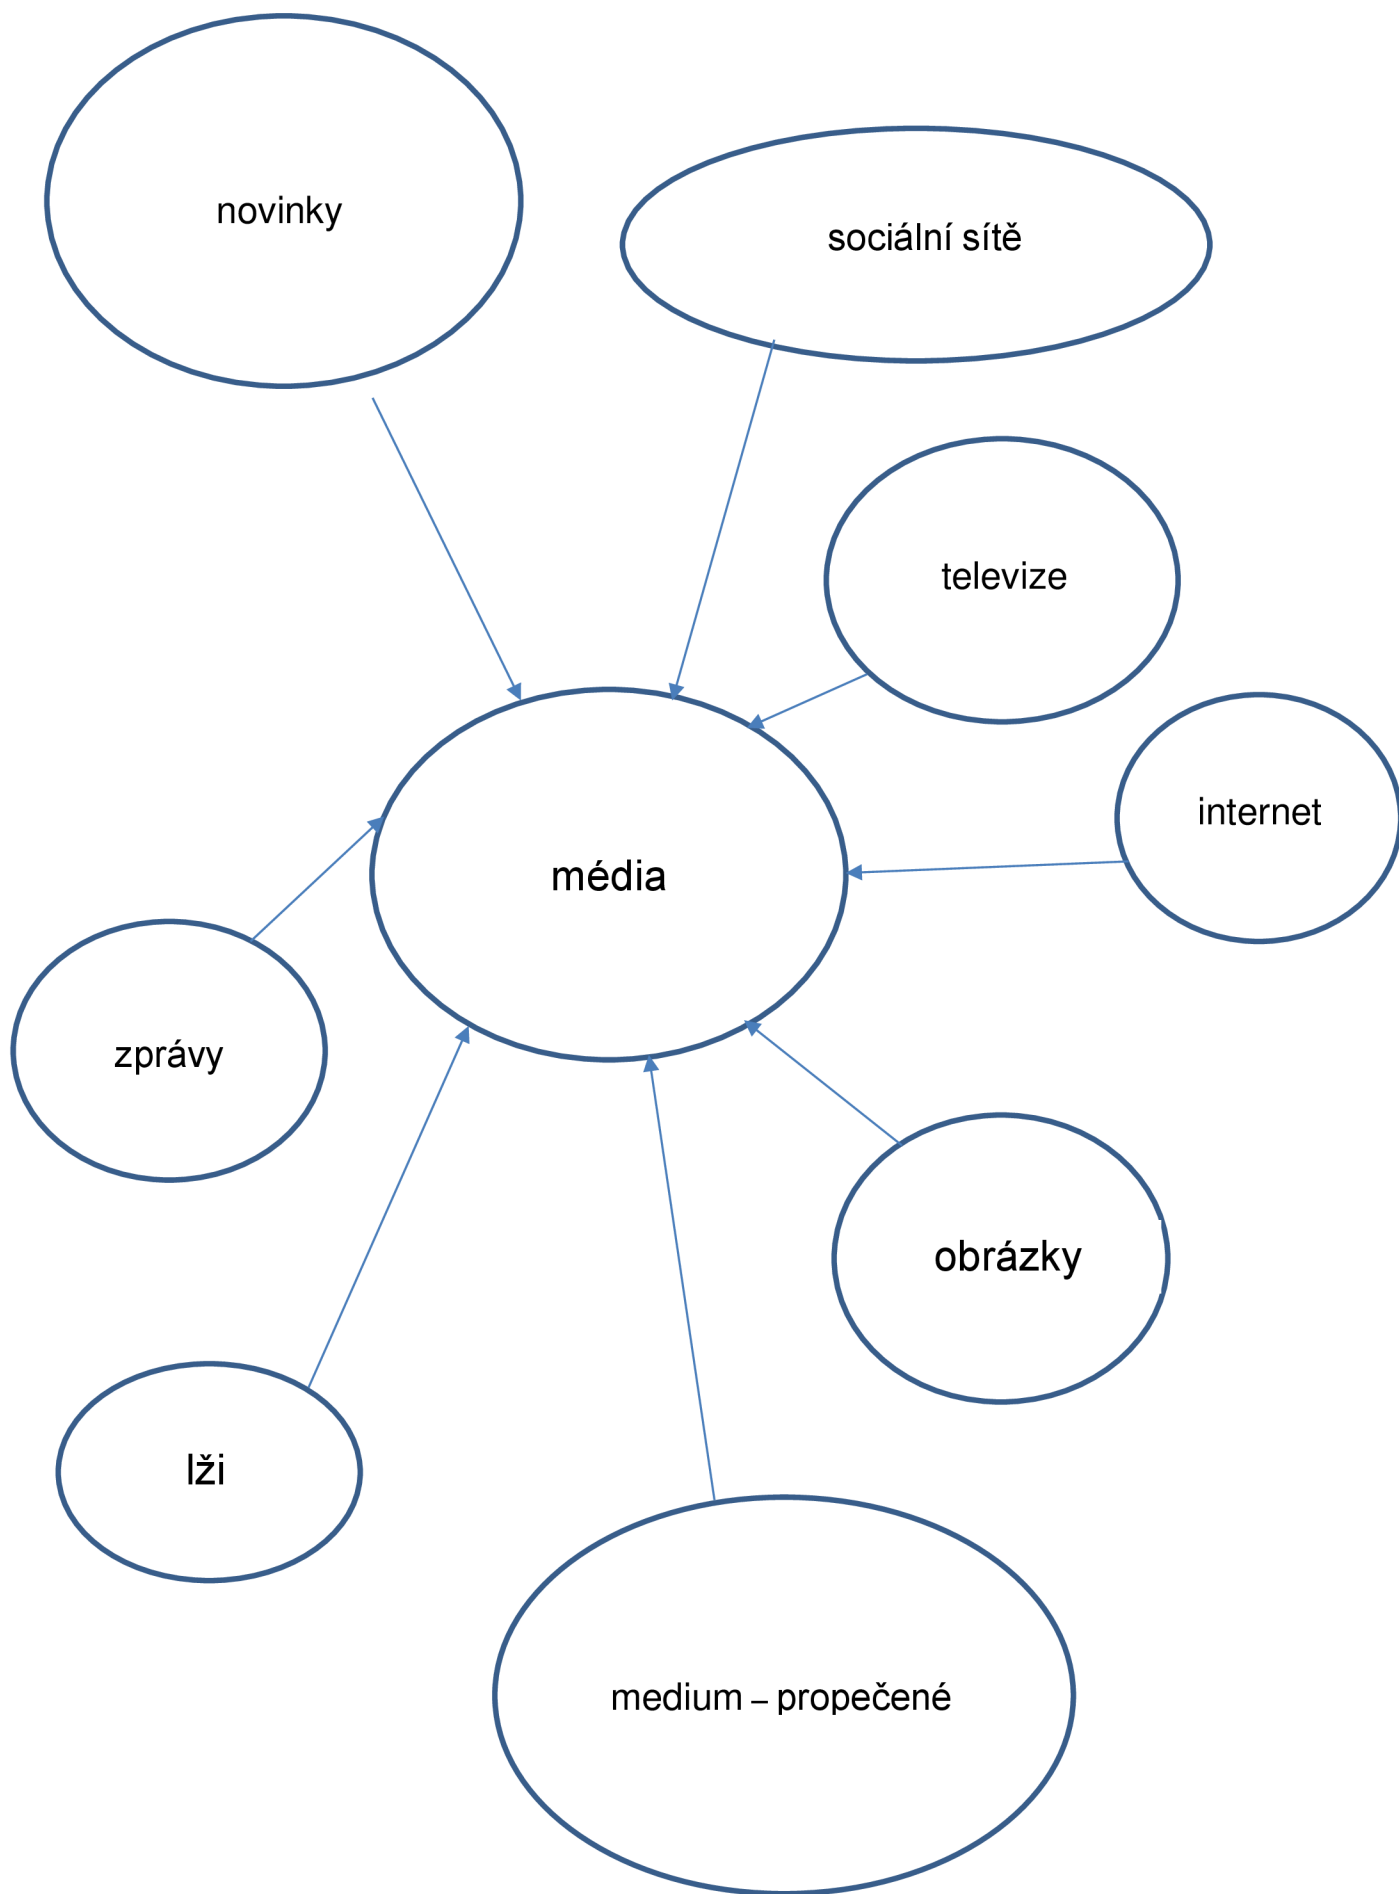 novinky
sociální sítě
televize
internet
média
zprávy
obrázky
lži
medium – propečené